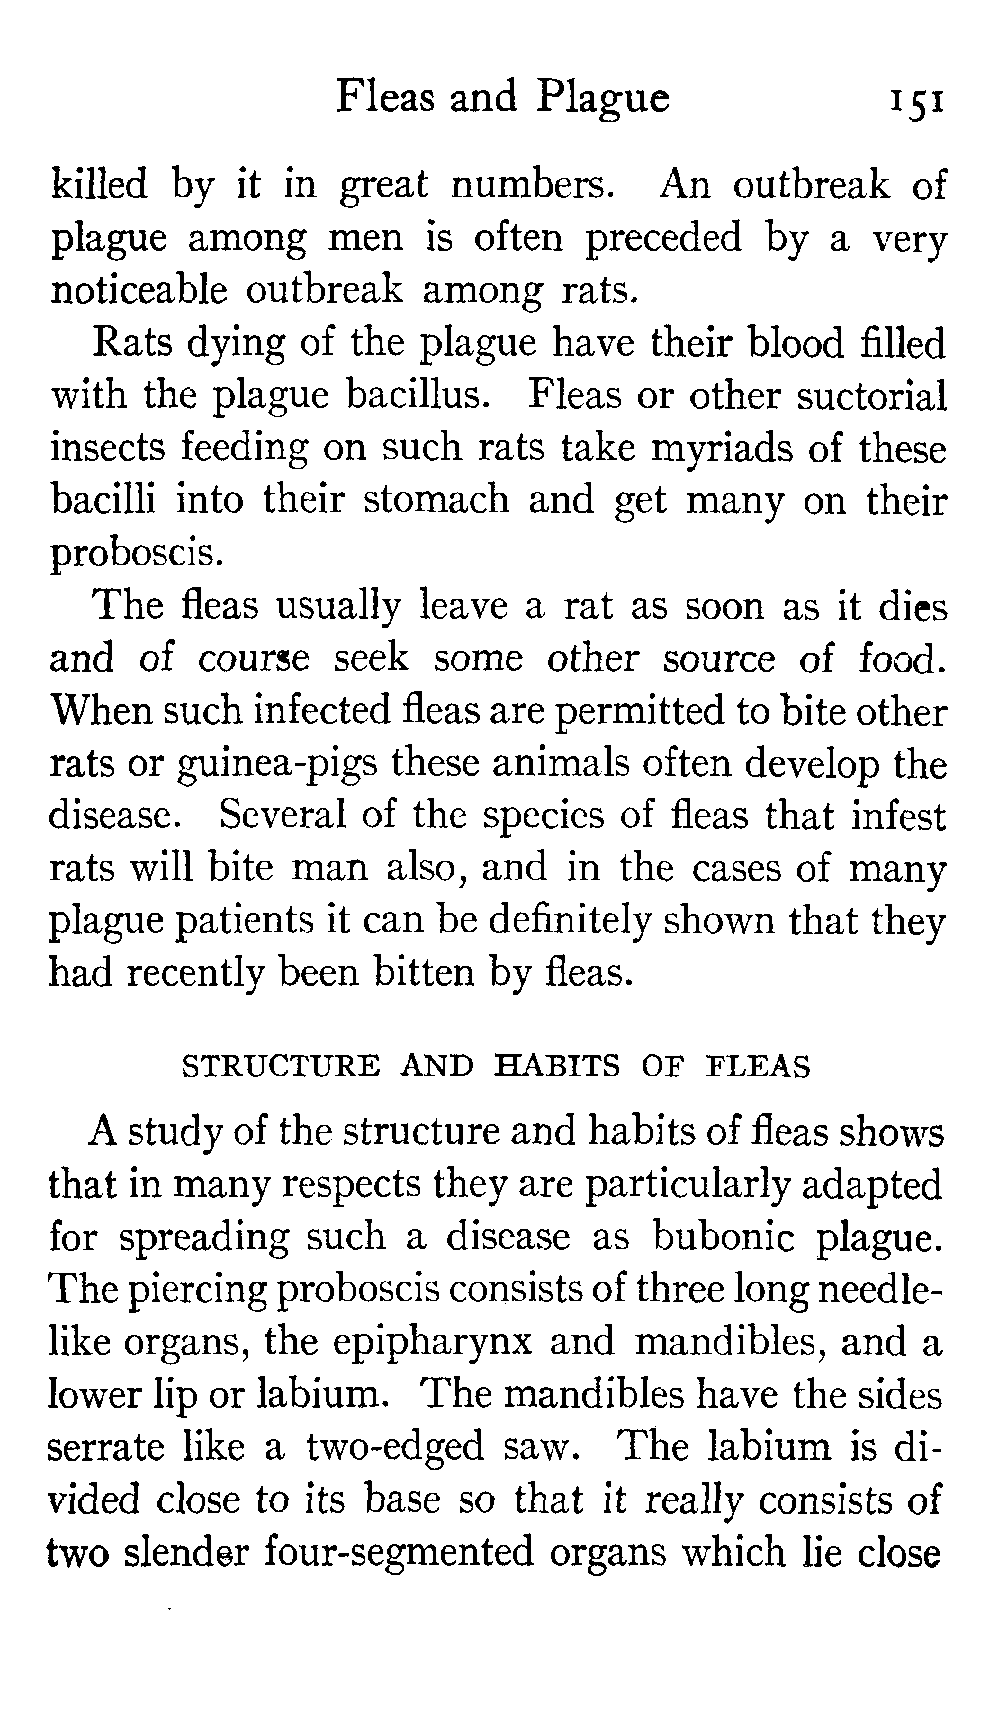 Fleas and Plague 151
killed by it in great numbers. An outbreak of
plague among men is often preceded by a very
noticeable outbreak among rats.
Rats dying of the plague have their blood filled
with the plague bacillus. Fleas or other suctorial
insects feeding on such rats take myriads of these
bacilli into their stomach and get many on their
proboscis.
The fleas usually leave a rat as soon as it dies
and of course seek some other source of food.
When such infected fleas are permitted to bite other
rats or guinea-pigs these animals often develop the
disease. Several of the species of fleas that infest
rats will bite man also, and in the cases of many
plague patients it can be definitely shown that they
had recently been bitten by fleas.
STRUCTURE AND HABITS OF FLEAS
A study of the structure and habits of fleas shows
that in many respects they are particularly adapted
for spreading such a disease as bubonic plague.
The piercing proboscis consists of three long needle-
like organs, the epipharynx and mandibles, and a
lower lip or labium. The mandibles have the sides
serrate like a two-edged saw. The labium is di-
vided close to its base so that it really consists of
two slender four-segmented organs which lie close